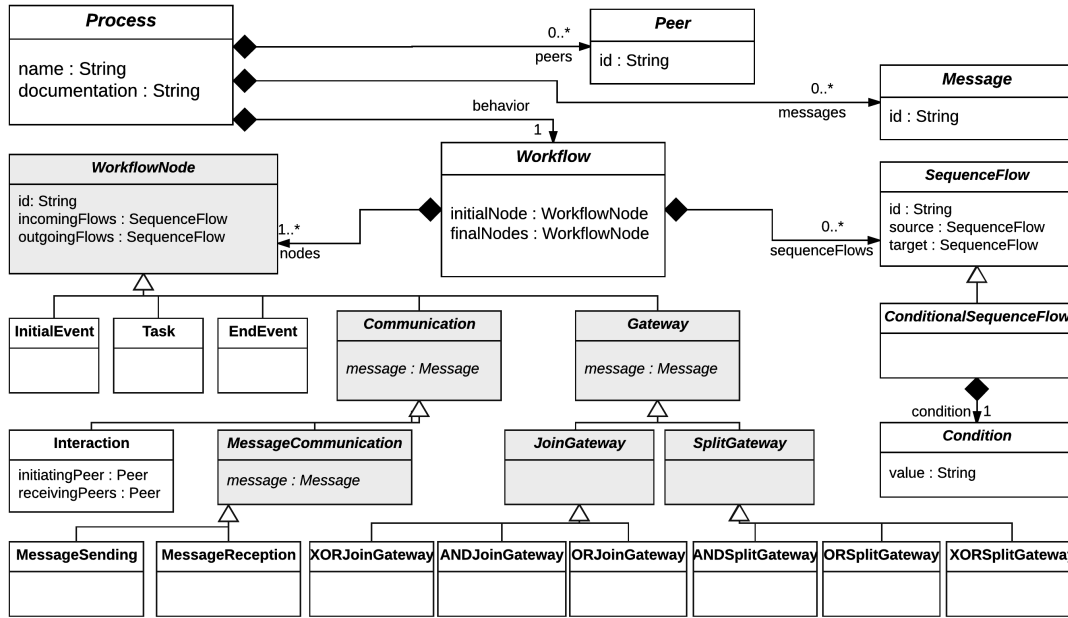 Process
name : String
documentation : String
Peer
id : String
0..*
peers
Message
id : String
0..*
messages
behavior
1
WorkflowNode
id: String
incomingFlows : SequenceFlow
outgoingFlows : SequenceFlow
1..*
nodes
Workflow
initialNode : WorkflowNode
finalNodes : WorkflowNode
0..*
sequenceFlows
SequenceFlow
id : String
source : SequenceFlow
target : SequenceFlow
InitialEvent
Task
EndEvent
Communication
message : Message
Gateway
message : Message
ConditionalSequenceFlow
condition
1
Condition
value : String
Interaction
initiatingPeer : Peer
receivingPeers : Peer
MessageCommunication
message : Message
JoinGateway
SplitGateway
MessageSending
MessageReception
XORJoinGateway
ANDJoinGateway
ORJoinGateway
ANDSplitGateway
ORSplitGateway
XORSplitGateway